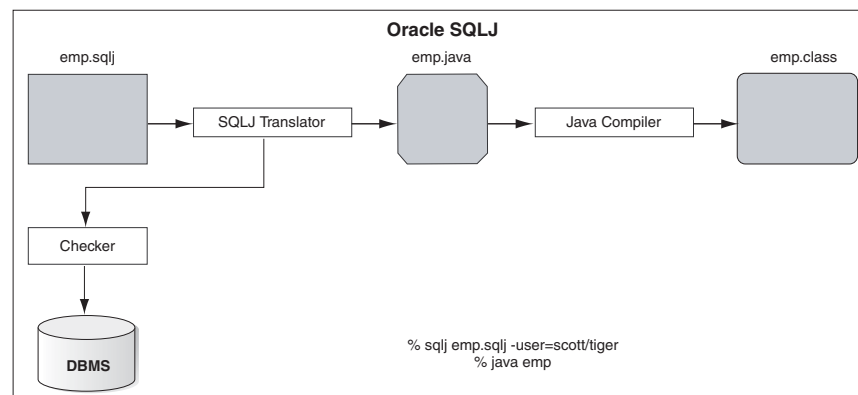 Oracle SQLJ
emp.sqlj
emp.java
emp.class
SQLJ Translator
Java Compiler
Checker
DBMS
% sqlj emp.sqlj -user=scott/tiger
% java emp